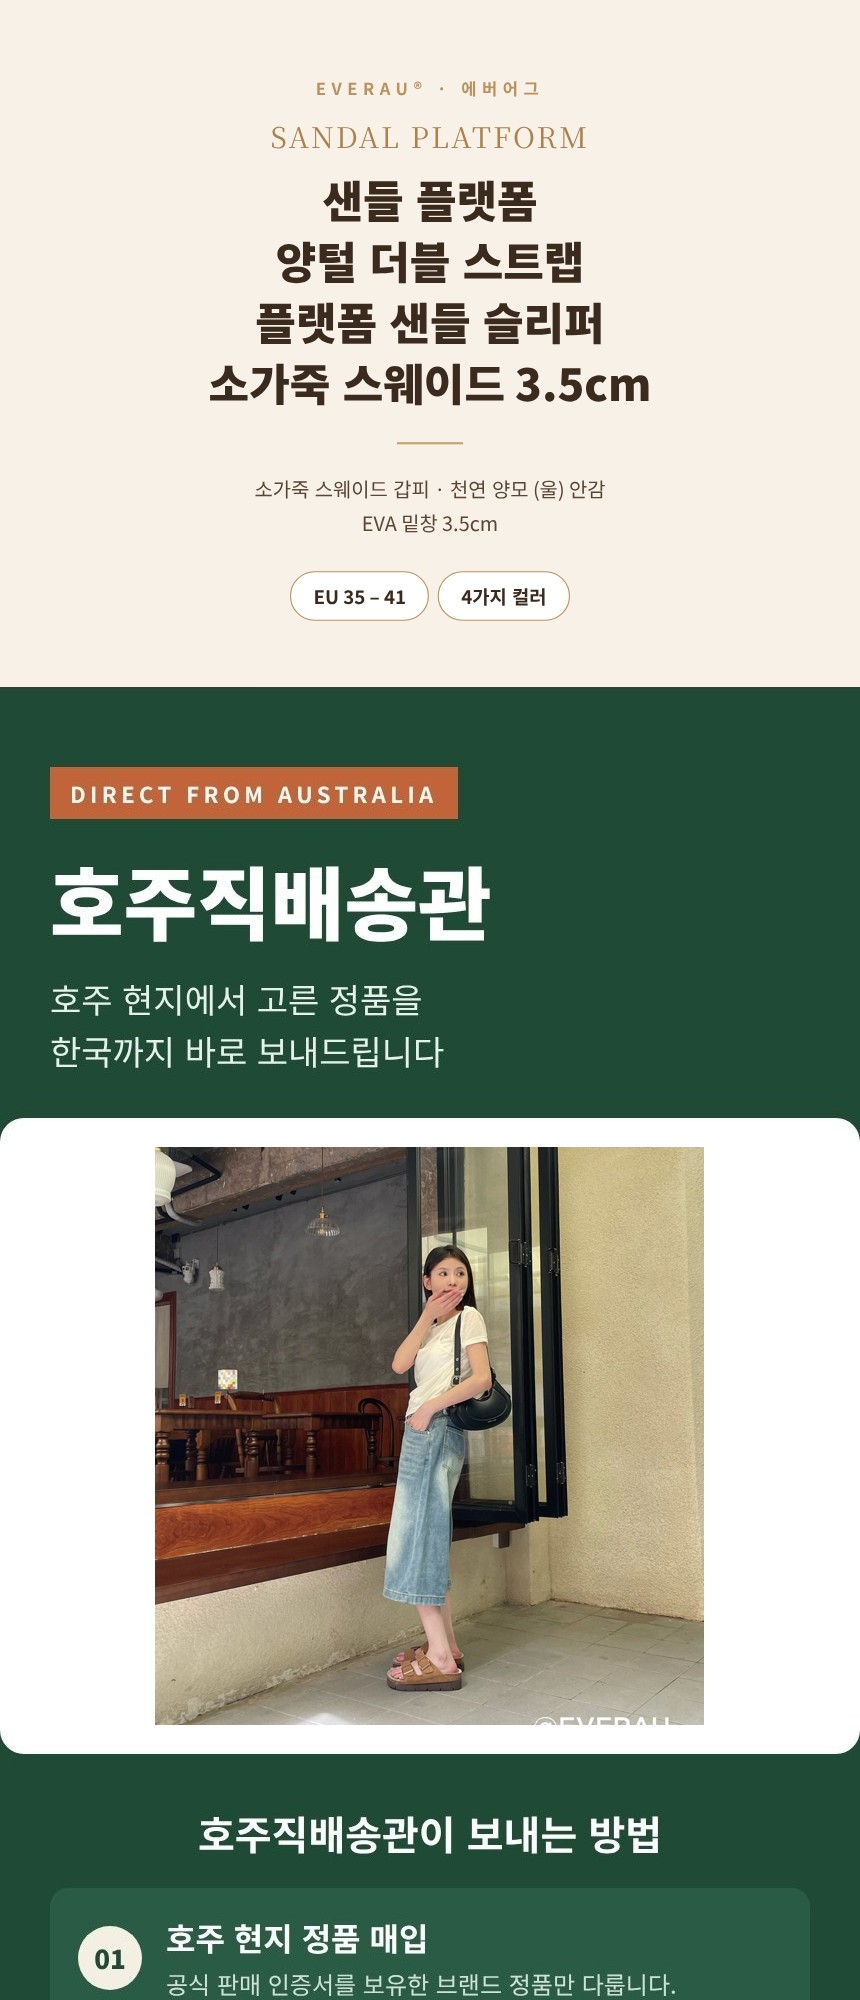 EVERAU® · 에버어그
SANDAL PLATFORM
샌들 플랫폼
양털 더블 스트랩
플랫폼 샌들 슬리퍼
소가죽 스웨이드 3.5cm
소가죽 스웨이드 갑피 · 천연 양모 (울) 안감
EVA 밑창 3.5cm
EU 35 – 41
4가지 컬러
DIRECT FROM AUSTRALIA
호주직배송관
호주 현지에서 고른 정품을
한국까지 바로 보내드립니다
@EVERAU
호주직배송관이 보내는 방법
01
호주 현지 정품 매입
공식 판매 인증서를 보유한 브랜드 정품만 다룹니다.